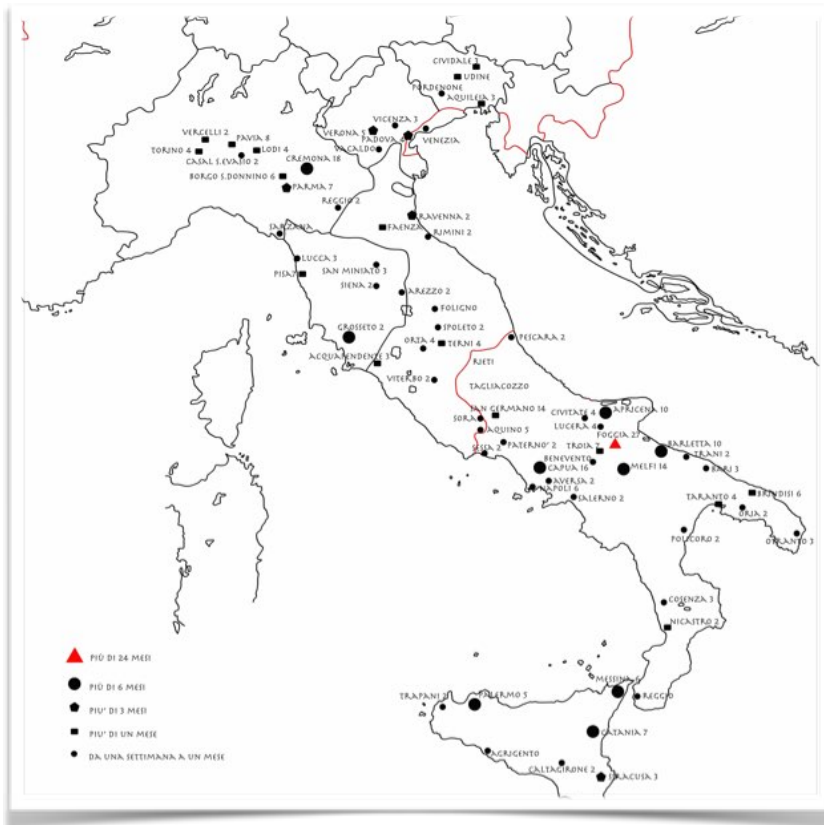 CIVIDALE 3
UDINE
PORDENONE
AQUILEIA 3
VICENZA 3
VERONA 5
PADOVA 4
VENEZIA
VACALDO
VERCELLI 2
PAVIA 8
TORINO 4
LODI 4
CASAL S.EVASIO 2
CREMONA 18
BORGO S.DONNINO 6
PARMA 7
REGGIO 2
RAVENNA 2
FAENZA
RIMINI 2
SARZANA
LUCCA 3
SAN MINIATO 3
PISA7
SIENA 2
AREZZO 2
FOLIGNO
GROSSETO 2
SPOLETO 2
ORTA 4
TERNI 4
PESCARA 2
ACQUAPENDENTE 3
RIETI
VITERBO 2
TAGLIACOZZO
SAN GERMANO 14
CIVITATE 4
APRICENA 10
SORA
LUCERA 4
AQUINO 5
FOGGIA 27
PATERNO' 2
TROIA 7
BARLETTA 10
SESSA 2
TRANI 2
BENEVENTO
CAPUA 16
MELFI 14
BARI 3
AVERSA 2
NAPOLI 6
SALERNO 2
BRINDISI 6
TARANTO 4
ORIA 2
POLICORO 2
OTRANTO 3
COSENZA 3
NICASTRO 2
PIÙ DI 24 MESI
PIÙ DI 6 MESI
MESSINA 6
TRAPANI 2
PALERMO 5
REGGIO
PIU' DI 3 MESI
PIU' DI UN MESE
CATANIA 7
DA UNA SETTIMANA A UN MESE
AGRIGENTO
CALTAGIRONE 2
SIRACUSA 3